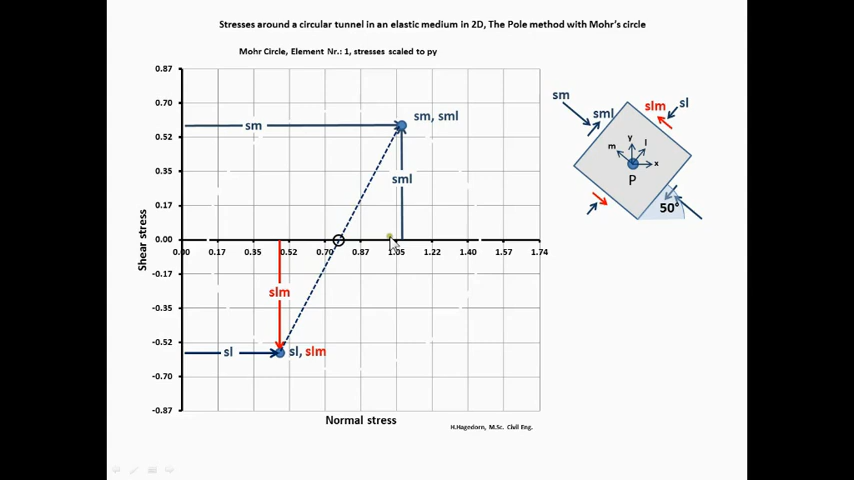 Stresses around a circular tunnel in an elastic medium in 2D, The Pole method with Mohr's circle
Mohr Circle, Element Nr.: 1, stresses scaled to py
0.87
0.70
0.52
0.35
0.17
0.00
-0.17
-0.35
-0.52
-0.70
-0.87
Shear stress
0.00 0.17 0.35 0.52 0.70 0.87 1.05 1.22 1.40 1.57 1.74
Normal stress
sm
sm, sml
sml
slm
sl
sl, slm
H.Hagedorn, M.Sc. Civil Eng.
sm
sml
slm
sl
y
m
l
x
P
50°